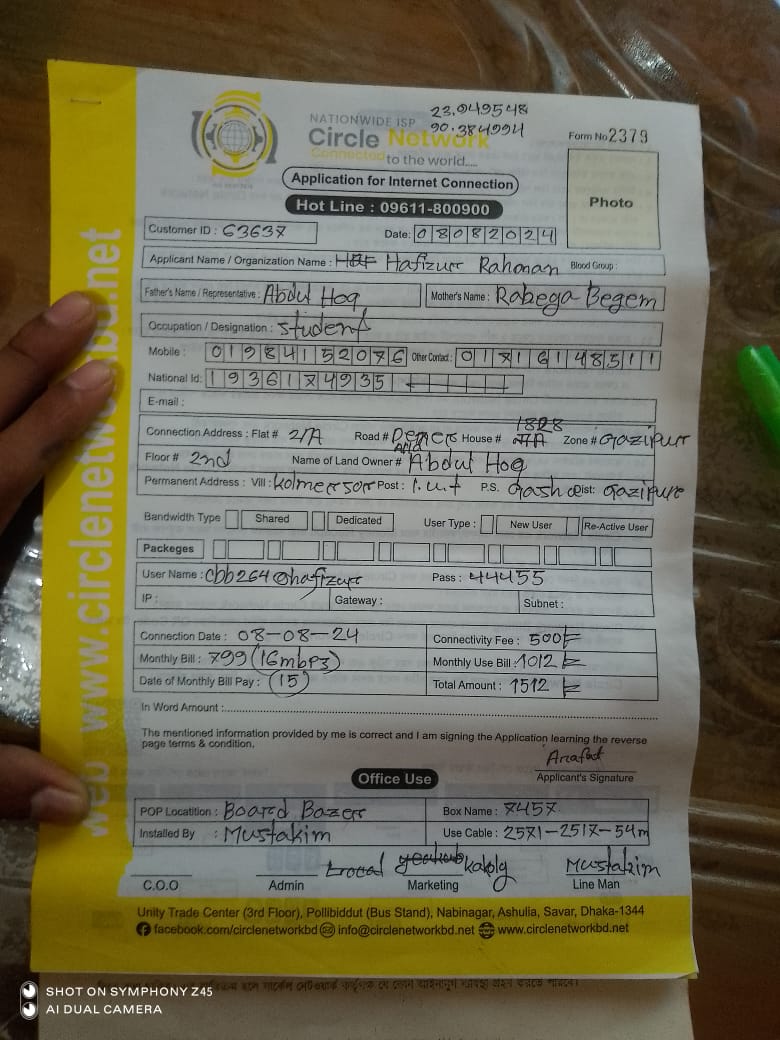 23.949548
90.384994
NATIONWIDE ISP
Circle Network
Connected to the world....
Form No 2379
Application for Internet Connection
Photo
Hot Line : 09611-800900
Customer ID : 63637 Date: 08082024
Applicant Name / Organization Name : Hafizur Rahman Blood Group :
Father's Name / Representative : Abdul Hoq Mother's Name : Rabega Begem
Occupation / Designation : student
Mobile : 01984152076 Other Contact : 01716148511
National Id: 1936174935
E-mail :
Connection Address : Flat # 2/A Road # House # 1828 Zone # Gazipur
Floor # 2nd Name of Land Owner # Abdul Hoq
Permanent Address : Vill : Post : I.u.t P.S. Gasha Dist: Gazipure
Bandwidth Type Shared Dedicated User Type : New User Re-Active User
Packeges
User Name : cbb264@hafizur Pass : 44455
IP : Gateway : Subnet :
Connection Date : 08-08-24 Connectivity Fee : 500/=
Monthly Bill : 799 (16mbps) Monthly Use Bill : 1012/=
Date of Monthly Bill Pay : (15) Total Amount : 1512/=
In Word Amount :
The mentioned information provided by me is correct and I am signing the Application learning the reverse
page terms & condition.
Arafat
Applicant's Signature
Office Use
POP Locatition : Board Bazer Box Name : 7457
Installed By : Mustakim Use Cable : 2571-2517-54m
Mustakim
C.O.O Admin Marketing Line Man
Unity Trade Center (3rd Floor), Pollibiddut (Bus Stand), Nabinagar, Ashulia, Savar, Dhaka-1344
facebook.com/circlenetworkbd info@circlenetworkbd.net www.circlenetworkbd.net
web www.circlenetworkbd.net
SHOT ON SYMPHONY Z45
AI DUAL CAMERA